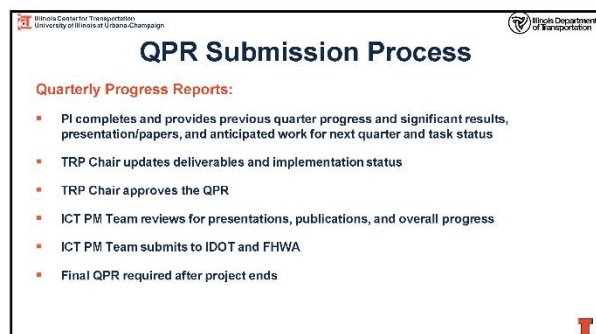 Illinois Center for Transportation
University of Illinois at Urbana-Champaign
Illinois Department
of Transportation
QPR Submission Process
Quarterly Progress Reports:
▪ PI completes and provides previous quarter progress and significant results,
presentation/papers, and anticipated work for next quarter and task status
▪ TRP Chair updates deliverables and implementation status
▪ TRP Chair approves the QPR
▪ ICT PM Team reviews for presentations, publications, and overall progress
▪ ICT PM Team submits to IDOT and FHWA
▪ Final QPR required after project ends
I